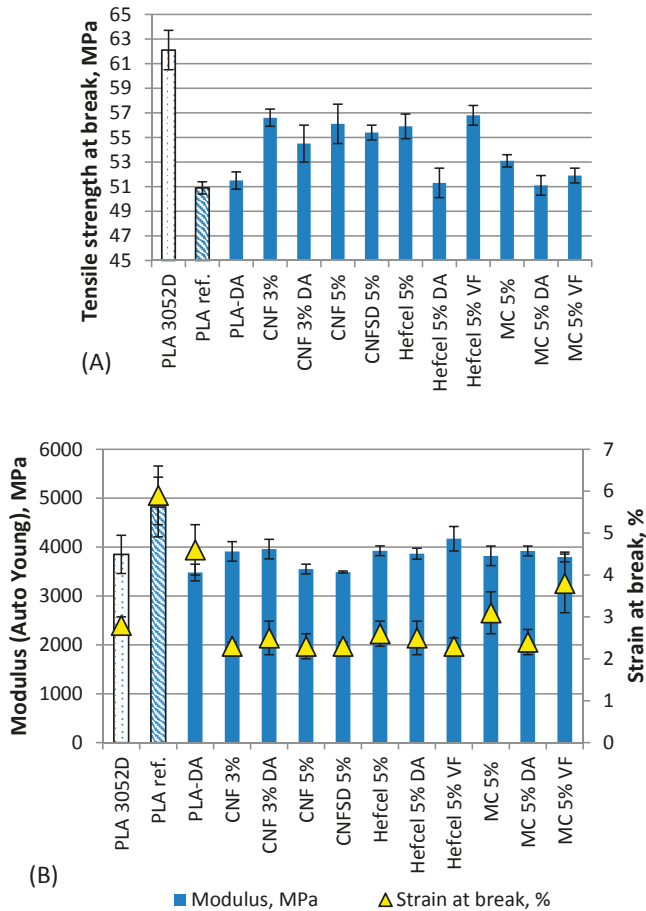 Tensile strength at break, MPa
65
63
61
59
57
55
53
51
49
47
45
PLA 3052D
PLA ref.
PLA-DA
CNF 3%
CNF 3% DA
CNF 5%
CNFSD 5%
Hefcel 5%
Hefcel 5% DA
Hefcel 5% VF
MC 5%
MC 5% DA
MC 5% VF
(A)
Modulus (Auto Young), MPa
6000
5000
4000
3000
2000
1000
0
7
6
5
4
3
2
1
0
Strain at break, %
PLA 3052D
PLA ref.
PLA-DA
CNF 3%
CNF 3% DA
CNF 5%
CNFSD 5%
Hefcel 5%
Hefcel 5% DA
Hefcel 5% VF
MC 5%
MC 5% DA
MC 5% VF
(B)
Modulus, MPa
Strain at break, %